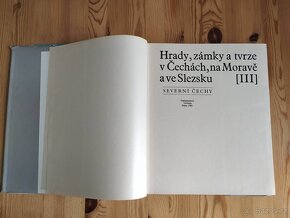 Hrady, zámky a tvrze
v Čechách, na Moravě
a ve Slezsku [III]
SEVERNÍ ČECHY